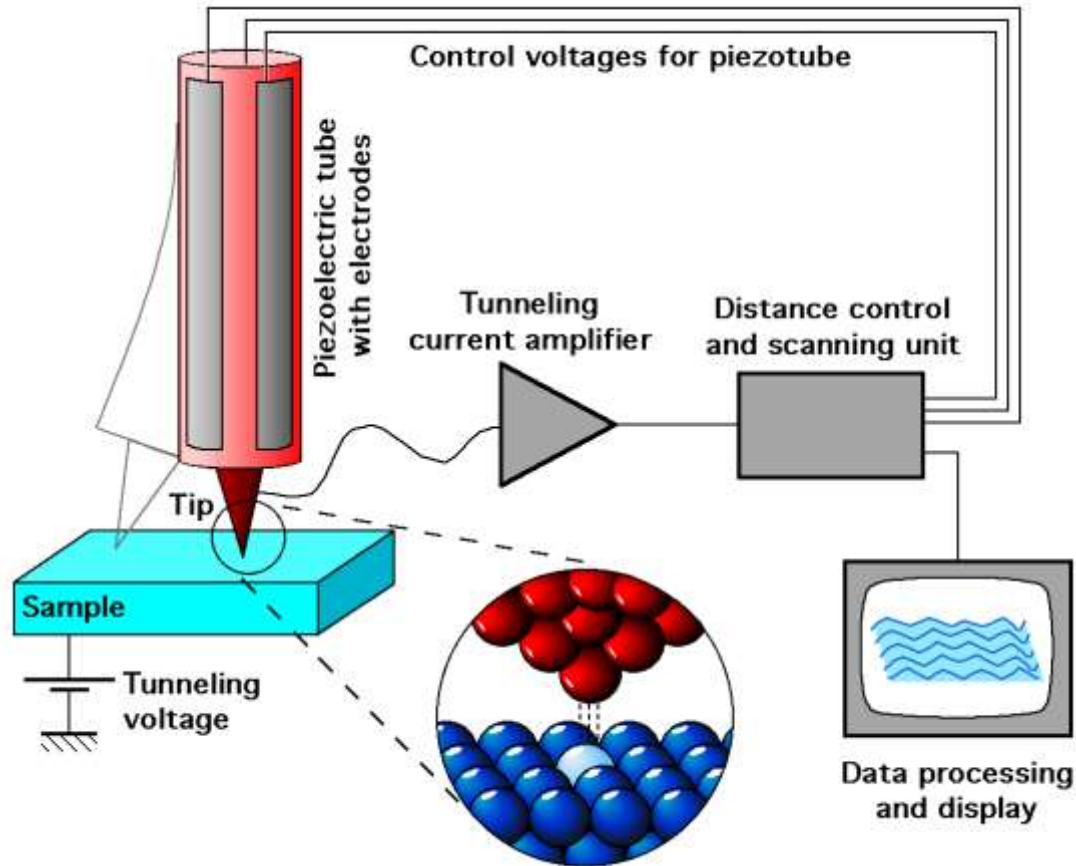 Control voltages for piezotube
Piezoelectric tube
with electrodes
Tunneling
current amplifier
Distance control
and scanning unit
Tip
Sample
Tunneling
voltage
Data processing
and display